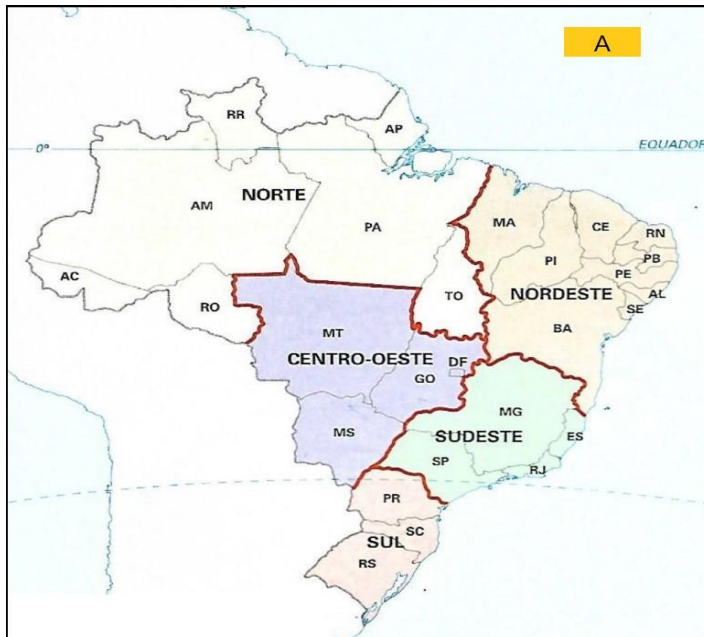 A
RR
AP
0°
EQUADOR
NORTE
AM
MA
CE
RN
PA
PI
PB
PE
AC
AL
TO
NORDESTE
SE
RO
BA
MT
CENTRO-OESTE
DF
GO
MG
MS
SUDESTE
ES
SP
RJ
PR
SC
SUL
RS